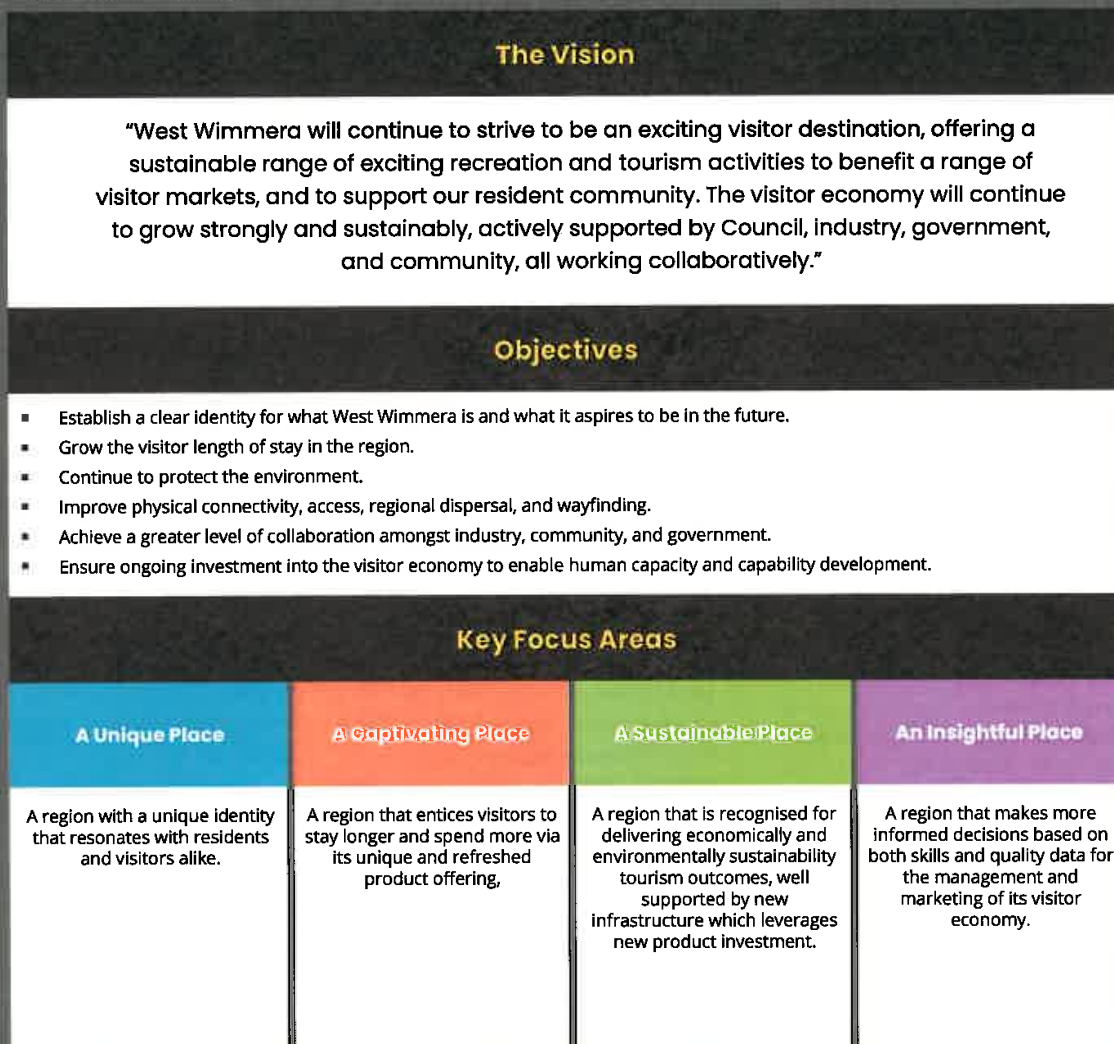 The Vision
"West Wimmera will continue to strive to be an exciting visitor destination, offering a
sustainable range of exciting recreation and tourism activities to benefit a range of
visitor markets, and to support our resident community. The visitor economy will continue
to grow strongly and sustainably, actively supported by Council, industry, government,
and community, all working collaboratively."
Objectives
▪ Establish a clear identity for what West Wimmera is and what it aspires to be in the future.
▪ Grow the visitor length of stay in the region.
▪ Continue to protect the environment.
▪ Improve physical connectivity, access, regional dispersal, and wayfinding.
▪ Achieve a greater level of collaboration amongst industry, community, and government.
▪ Ensure ongoing investment into the visitor economy to enable human capacity and capability development.
Key Focus Areas
A Unique Place
A region with a unique identity
that resonates with residents
and visitors alike.
A Captivating Place
A region that entices visitors to
stay longer and spend more via
its unique and refreshed
product offering,
A Sustainable Place
A region that is recognised for
delivering economically and
environmentally sustainability
tourism outcomes, well
supported by new
infrastructure which leverages
new product investment.
An Insightful Place
A region that makes more
informed decisions based on
both skills and quality data for
the management and
marketing of its visitor
economy.